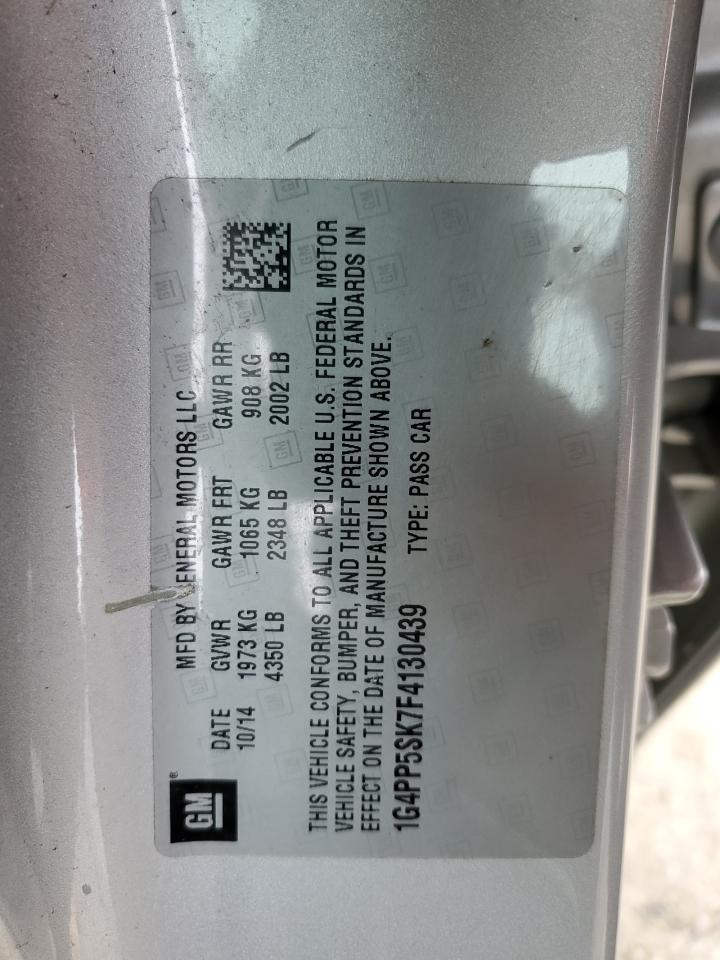 GM®
MFD BY GENERAL MOTORS LLC
DATE GVWR GAWR FRT GAWR RR
10/14 1973 KG 1065 KG 908 KG
4350 LB 2348 LB 2002 LB
THIS VEHICLE CONFORMS TO ALL APPLICABLE U.S. FEDERAL MOTOR
VEHICLE SAFETY, BUMPER, AND THEFT PREVENTION STANDARDS IN
EFFECT ON THE DATE OF MANUFACTURE SHOWN ABOVE.
1G4PP5SK7F4130439 TYPE: PASS CAR